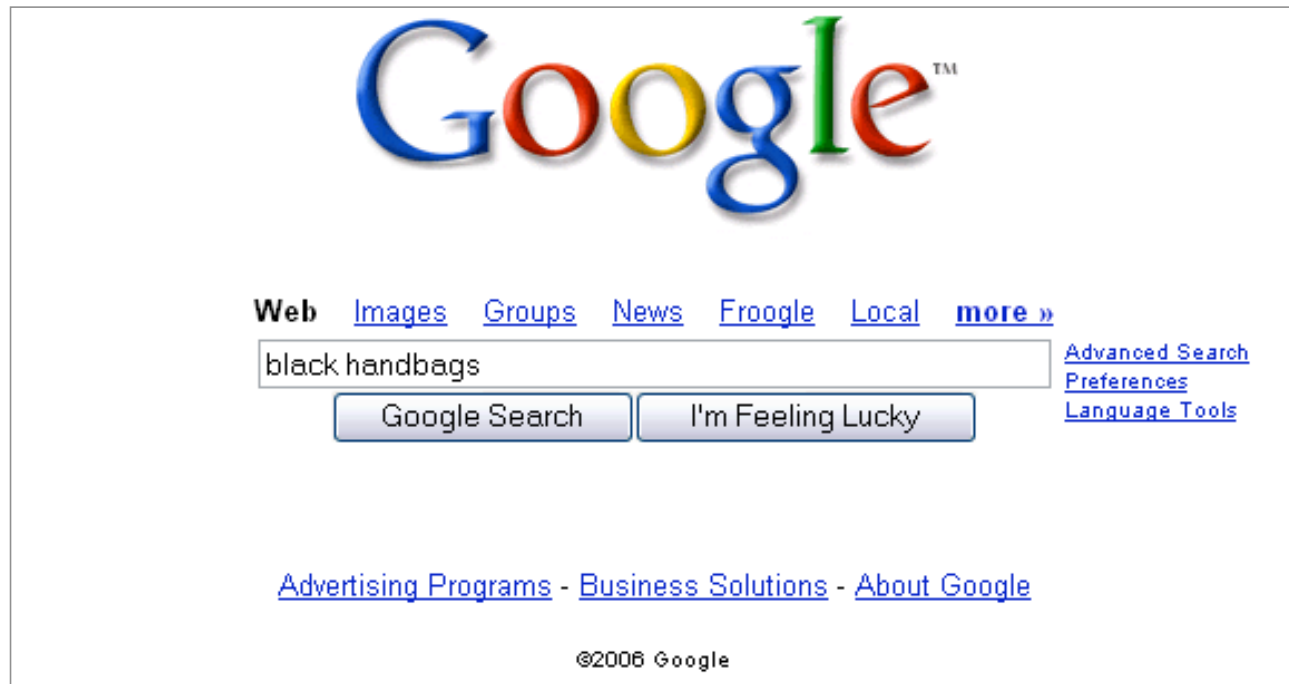 Google™
Web Images Groups News Froogle Local more »
black handbags
Advanced Search
Preferences
Language Tools
Google Search I'm Feeling Lucky
Advertising Programs - Business Solutions - About Google
©2006 Google